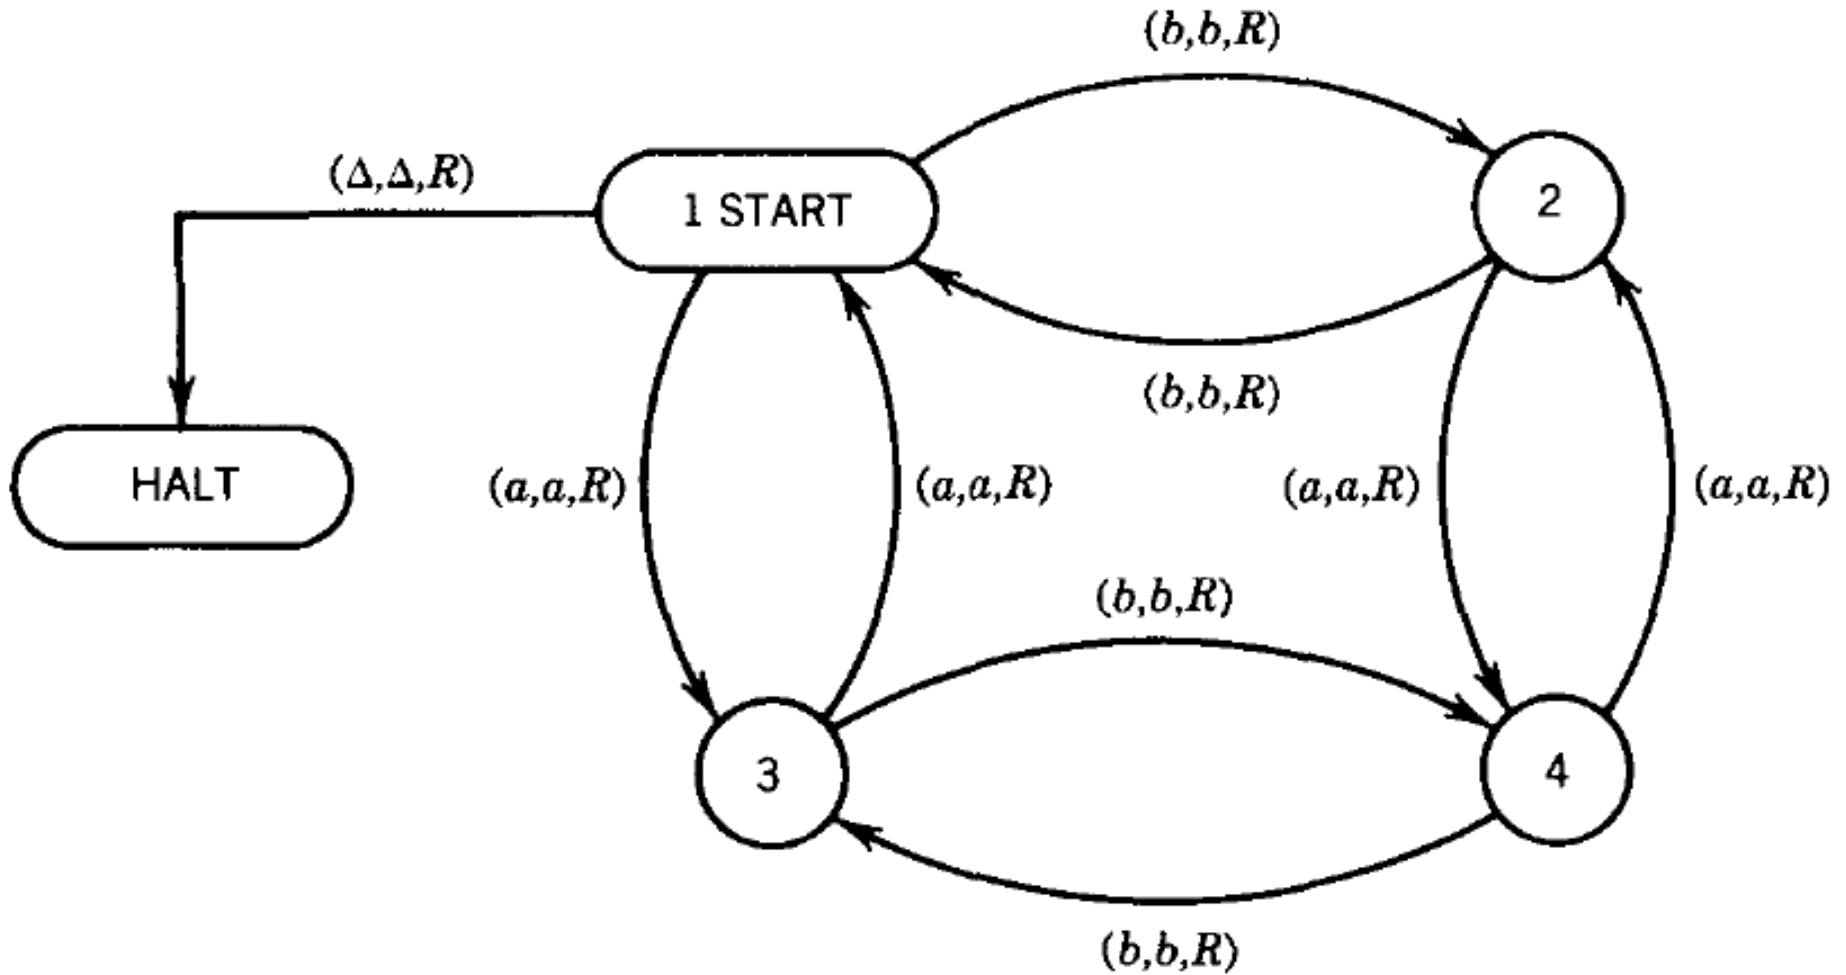 (b,b,R)
(Δ,Δ,R)
1 START
2
(b,b,R)
HALT
(a,a,R)
(a,a,R)
(a,a,R)
(a,a,R)
(b,b,R)
3
4
(b,b,R)